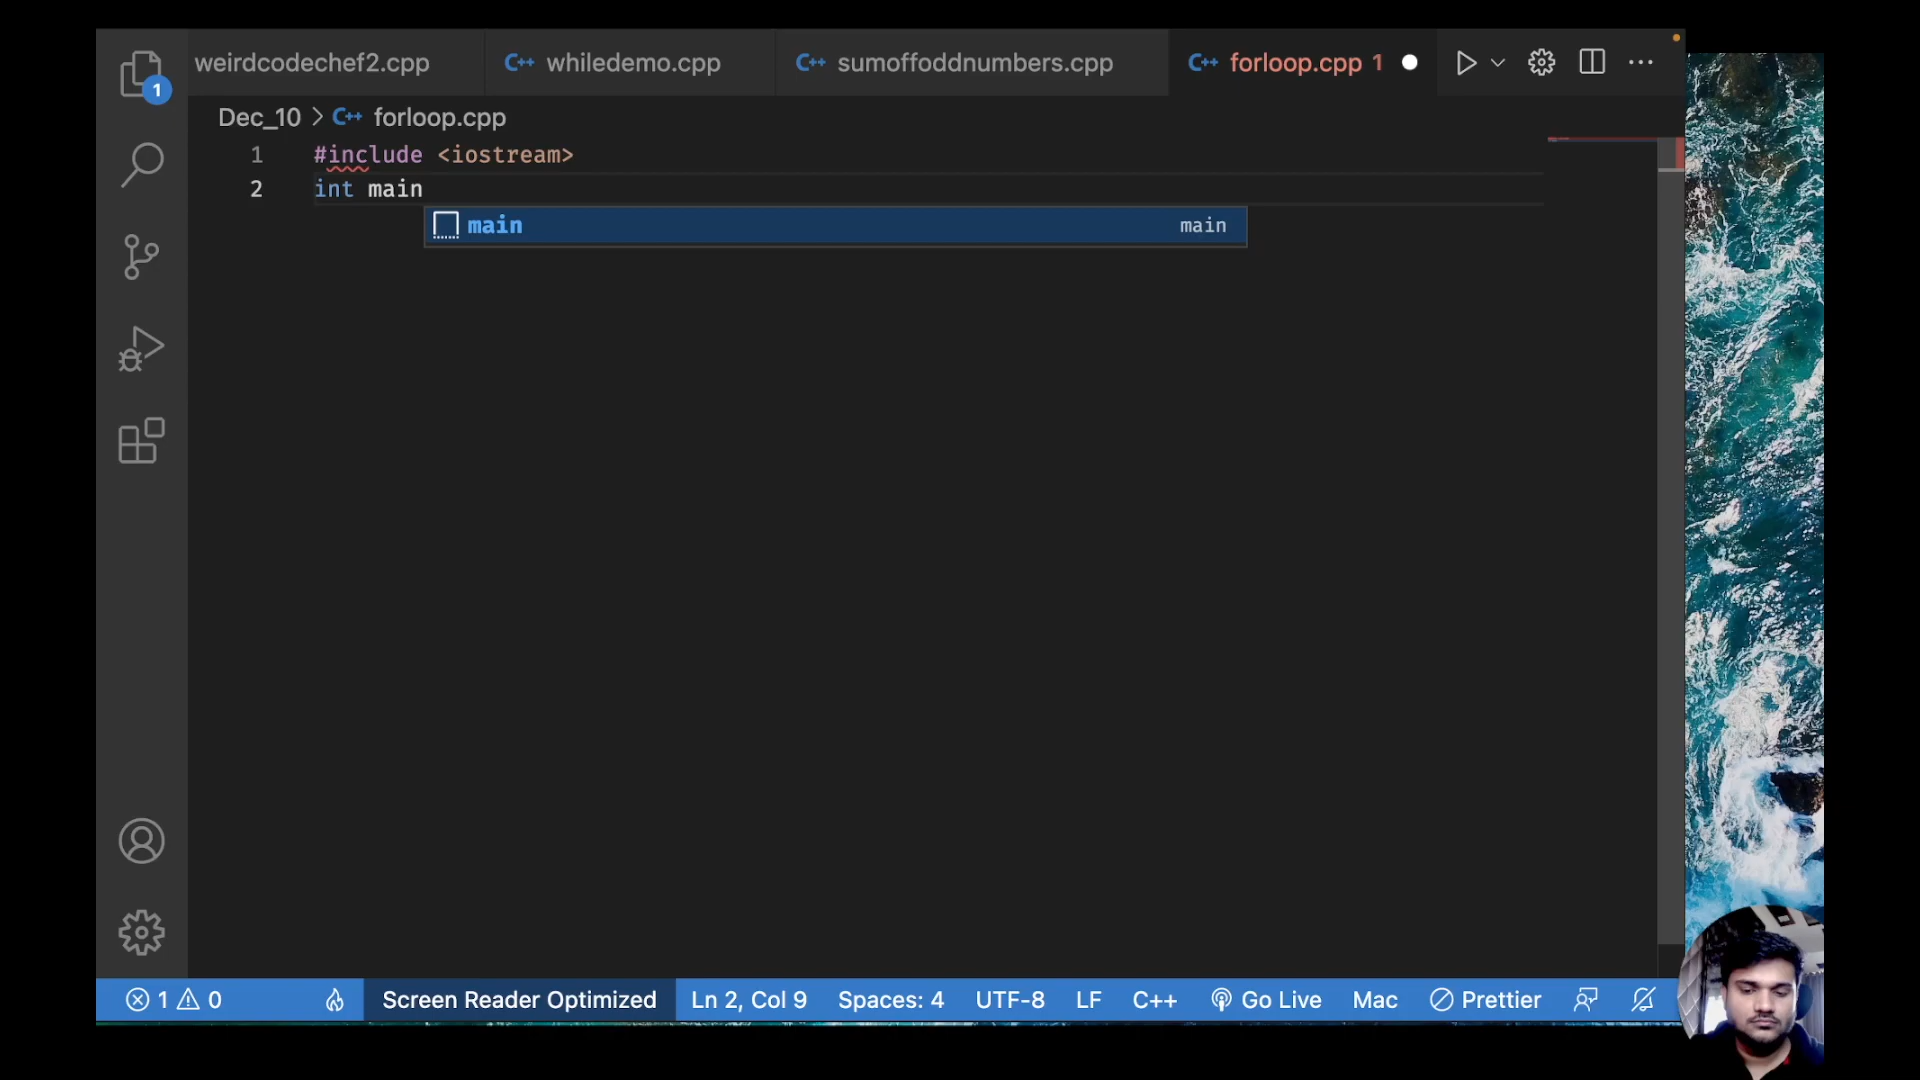 weirdcodechef2.cpp C++ whiledemo.cpp C++ sumoffoddnumbers.cpp C++ forloop.cpp 1
1
Dec_10 > C++ forloop.cpp
1 #include <iostream>
2 int main
main main
1 0 Screen Reader Optimized Ln 2, Col 9 Spaces: 4 UTF-8 LF C++ Go Live Mac Prettier